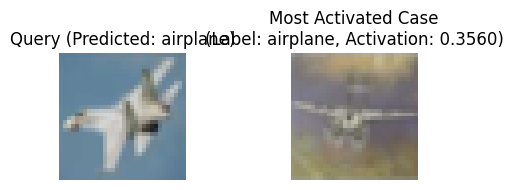 Most Activated Case
Query (Predicted: airplane)
(Label: airplane, Activation: 0.3560)